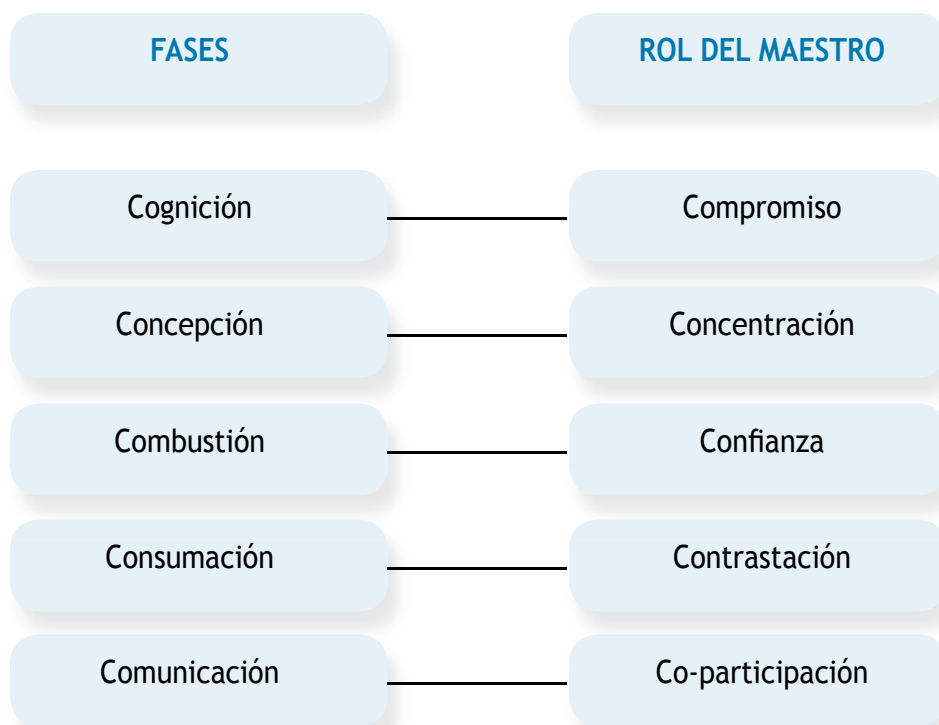 FASES
ROL DEL MAESTRO
Cognición
Compromiso
Concepción
Concentración
Combustión
Confianza
Consumación
Contrastación
Comunicación
Co-participación